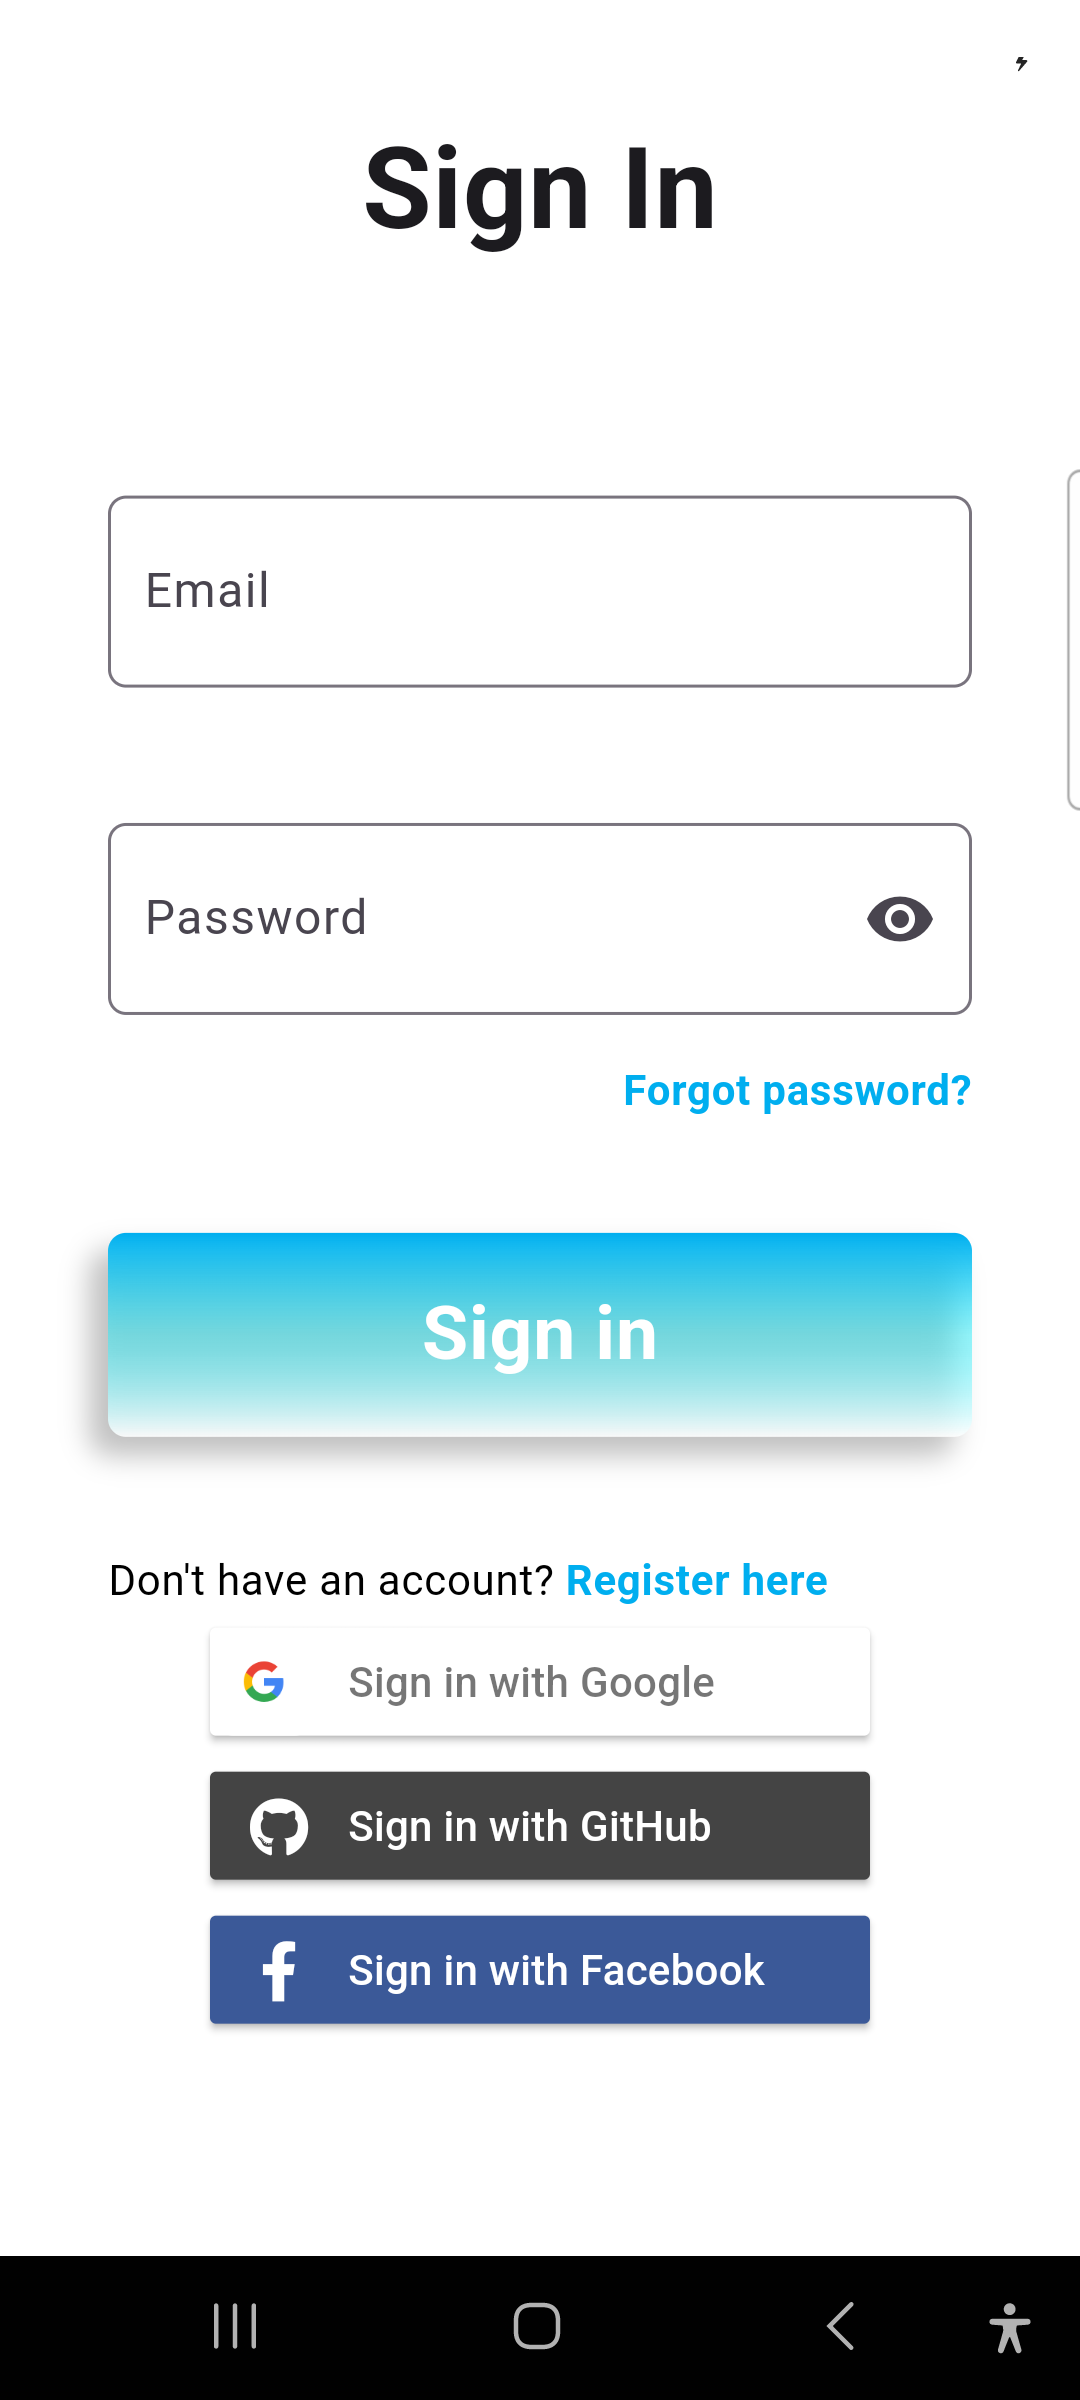 Sign In
Email
Password
Forgot password?
Sign in
Don't have an account? Register here
Sign in with Google
Sign in with GitHub
Sign in with Facebook